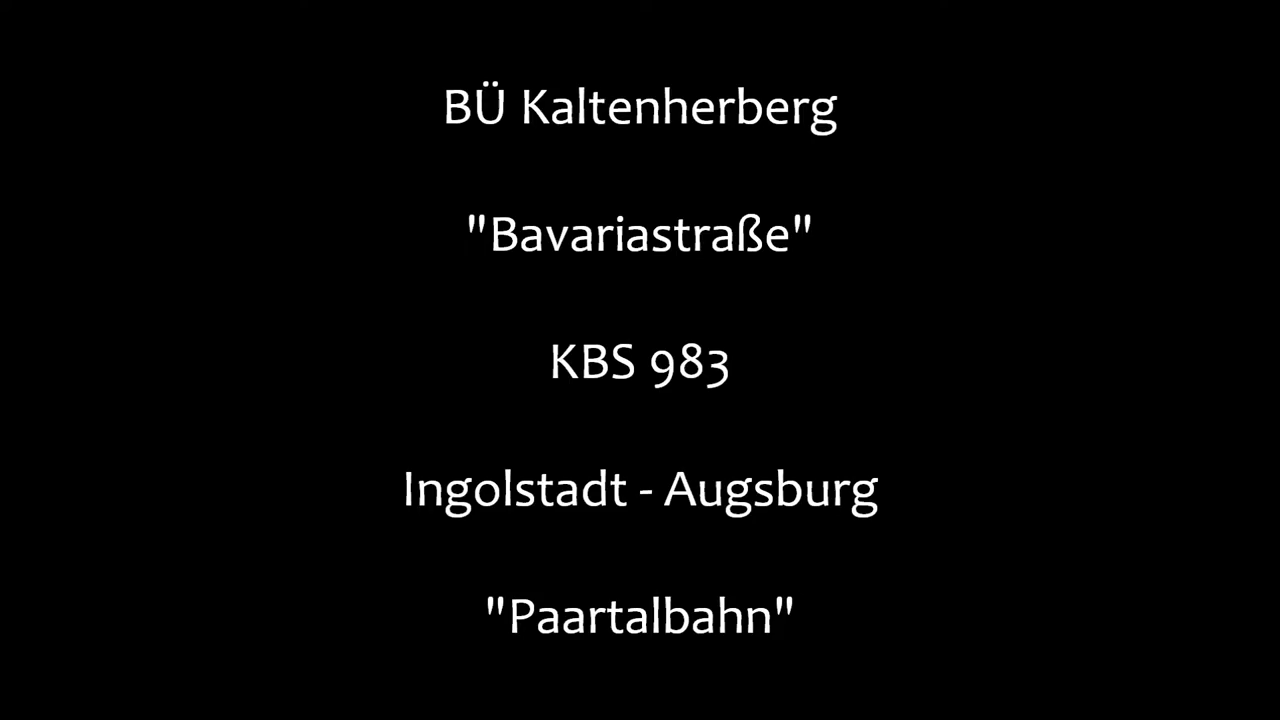 BÜ Kaltenherberg
"Bavariastraße"
KBS 983
Ingolstadt - Augsburg
"Paartalbahn"